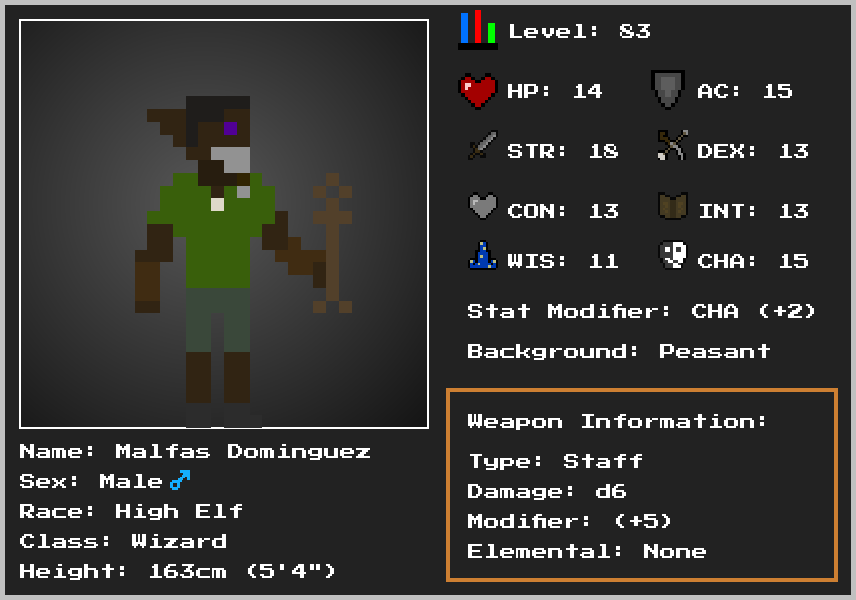 Level: 83
HP: 14
AC: 15
STR: 18
DEX: 13
CON: 13
INT: 13
WIS: 11
CHA: 15
Stat Modifier: CHA (+2)
Background: Peasant
Weapon Information:
Type: Staff
Damage: d6
Modifier: (+5)
Elemental: None
Name: Malfas Dominguez
Sex: Male ♂
Race: High Elf
Class: Wizard
Height: 163cm (5'4")